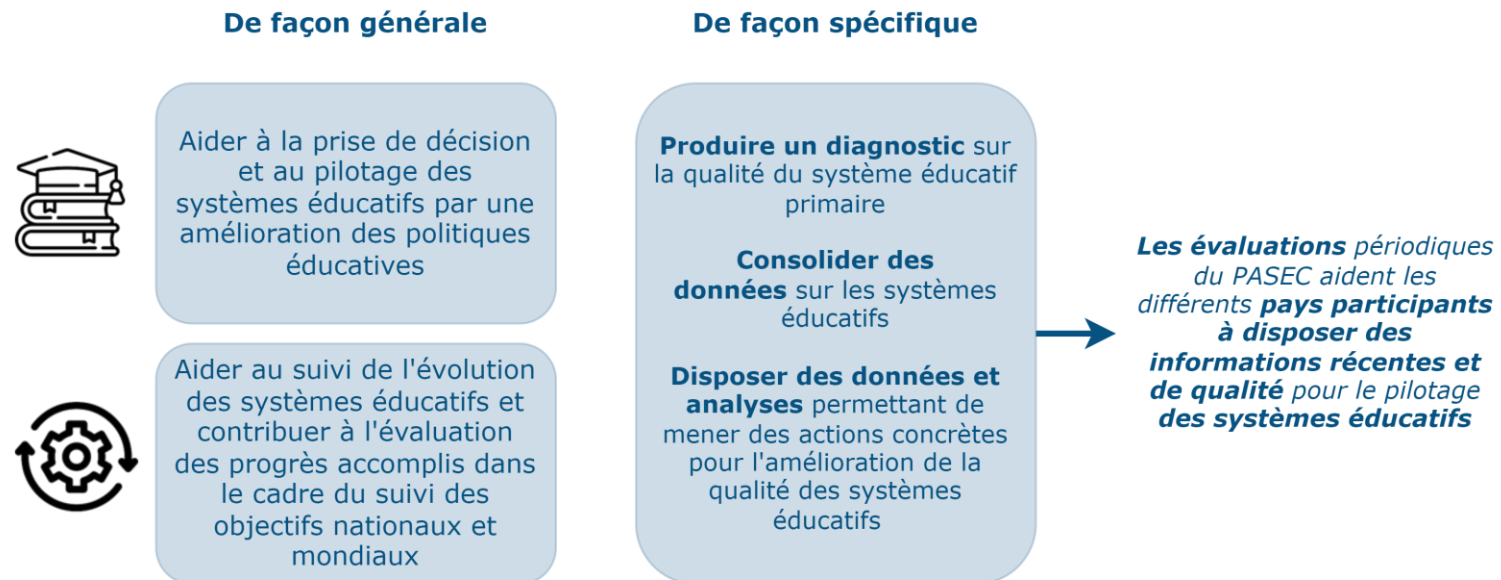 De façon générale
Aider à la prise de décision
et au pilotage des
systèmes éducatifs par une
amélioration des politiques
éducatives
Aider au suivi de l'évolution
des systèmes éducatifs et
contribuer à l'évaluation
des progrès accomplis dans
le cadre du suivi des
objectifs nationaux et
mondiaux
De façon spécifique
Produire un diagnostic sur
la qualité du système éducatif
primaire
Consolider des
données sur les systèmes
éducatifs
Disposer des données et
analyses permettant de
mener des actions concrètes
pour l'amélioration de la
qualité des systèmes
éducatifs
Les évaluations périodiques
du PASEC aident les
différents pays participants
à disposer des
informations récentes et
de qualité pour le pilotage
des systèmes éducatifs